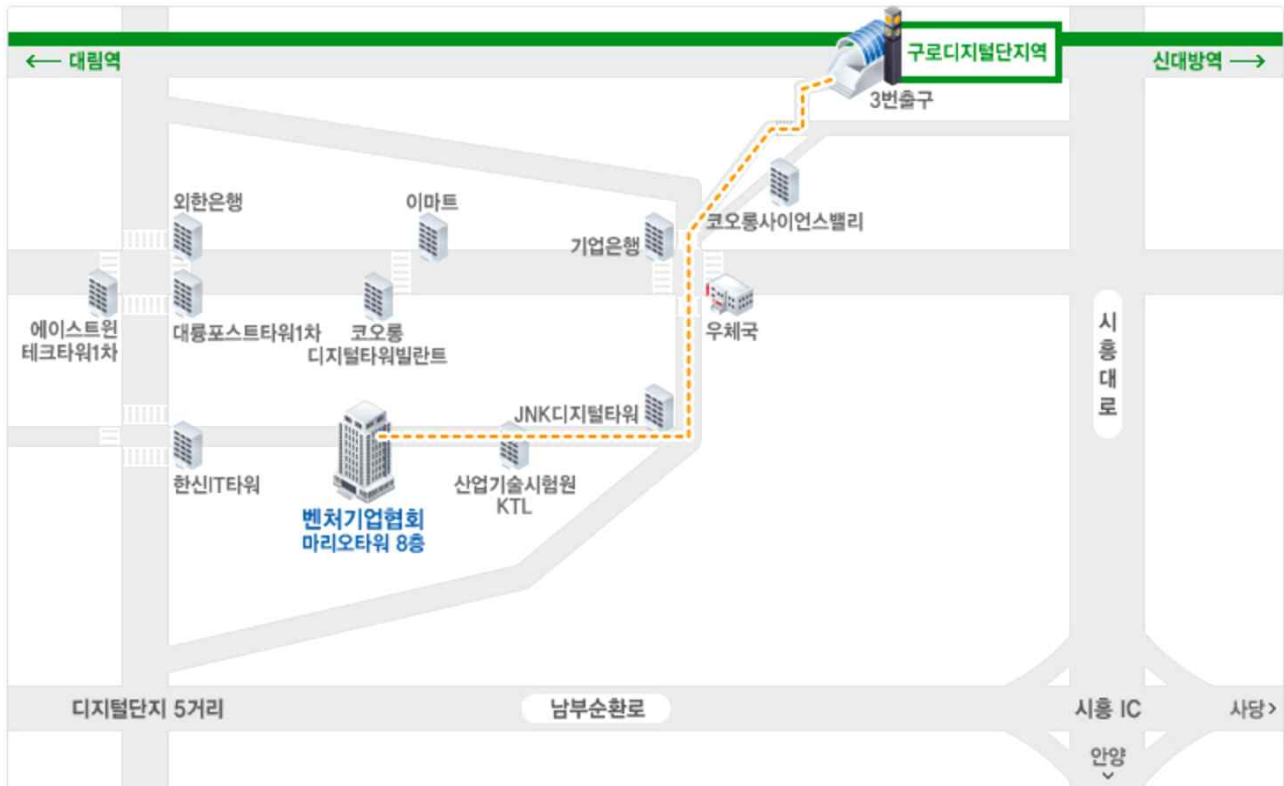 ← 대림역
구로디지털단지역
신대방역 →
3번출구
외한은행
이마트
기업은행
코오롱사이언스밸리
에이스트윈
테크타워1차
대륭포스트타워1차
코오롱
디지털타워빌란트
우체국
시흥대로
JNK디지털타워
한신IT타워
산업기술시험원
KTL
벤처기업협회
마리오타워 8층
디지털단지 5거리
남부순환로
시흥 IC
사당 >
안양